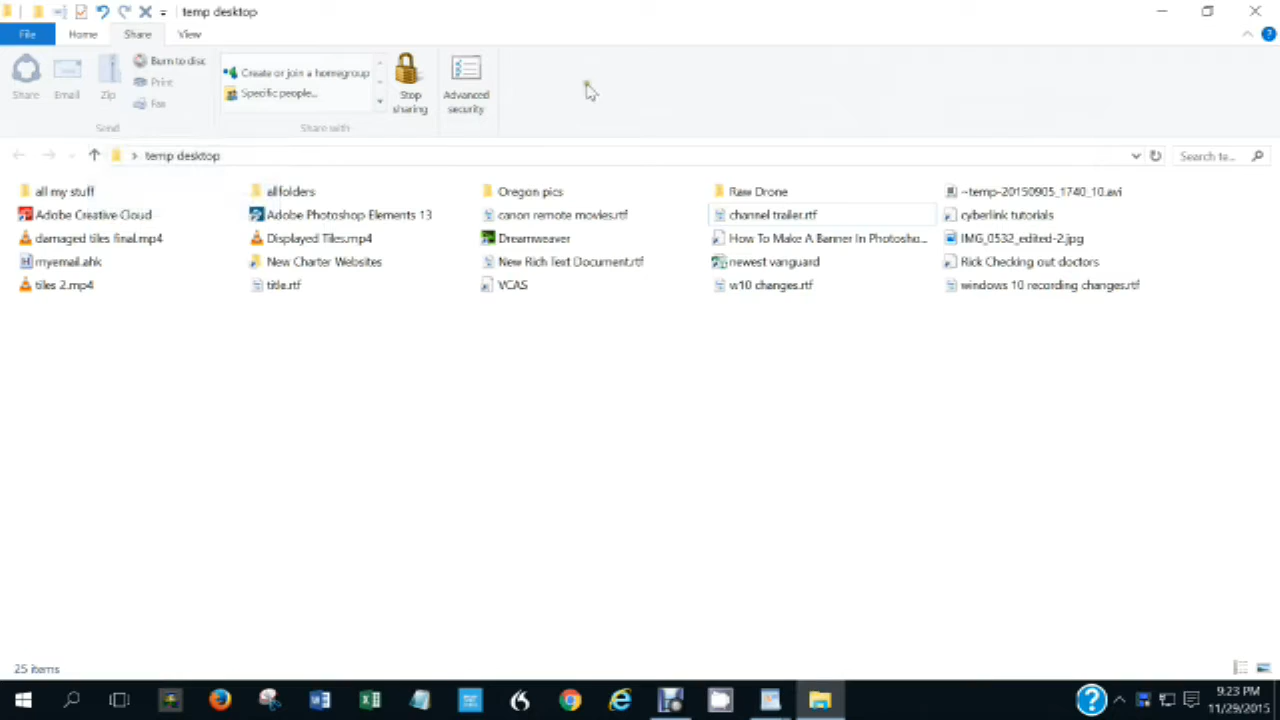 temp desktop
File Home Share View
Share Email Zip
Burn to disc
Print
Fax
Send
Create or join a homegroup
Specific people...
Share with
Stop sharing
Advanced security
temp desktop
Search te...
all my stuff allfolders Oregon pics Raw Drone ~temp-20150905_1740_10.avi
Adobe Creative Cloud Adobe Photoshop Elements 13 canon remote movies.rtf channel trailer.rtf cyberlink tutorials
damaged tiles final.mp4 Displayed Tiles.mp4 Dreamweaver How To Make A Banner In Photosho... IMG_0532_edited-2.jpg
myemail.ahk New Charter Websites New Rich Text Document.rtf newest vanguard Rick Checking out doctors
tiles 2.mp4 title.rtf VCAS w10 changes.rtf windows 10 recording changes.rtf
25 items
9:23 PM
11/29/2015